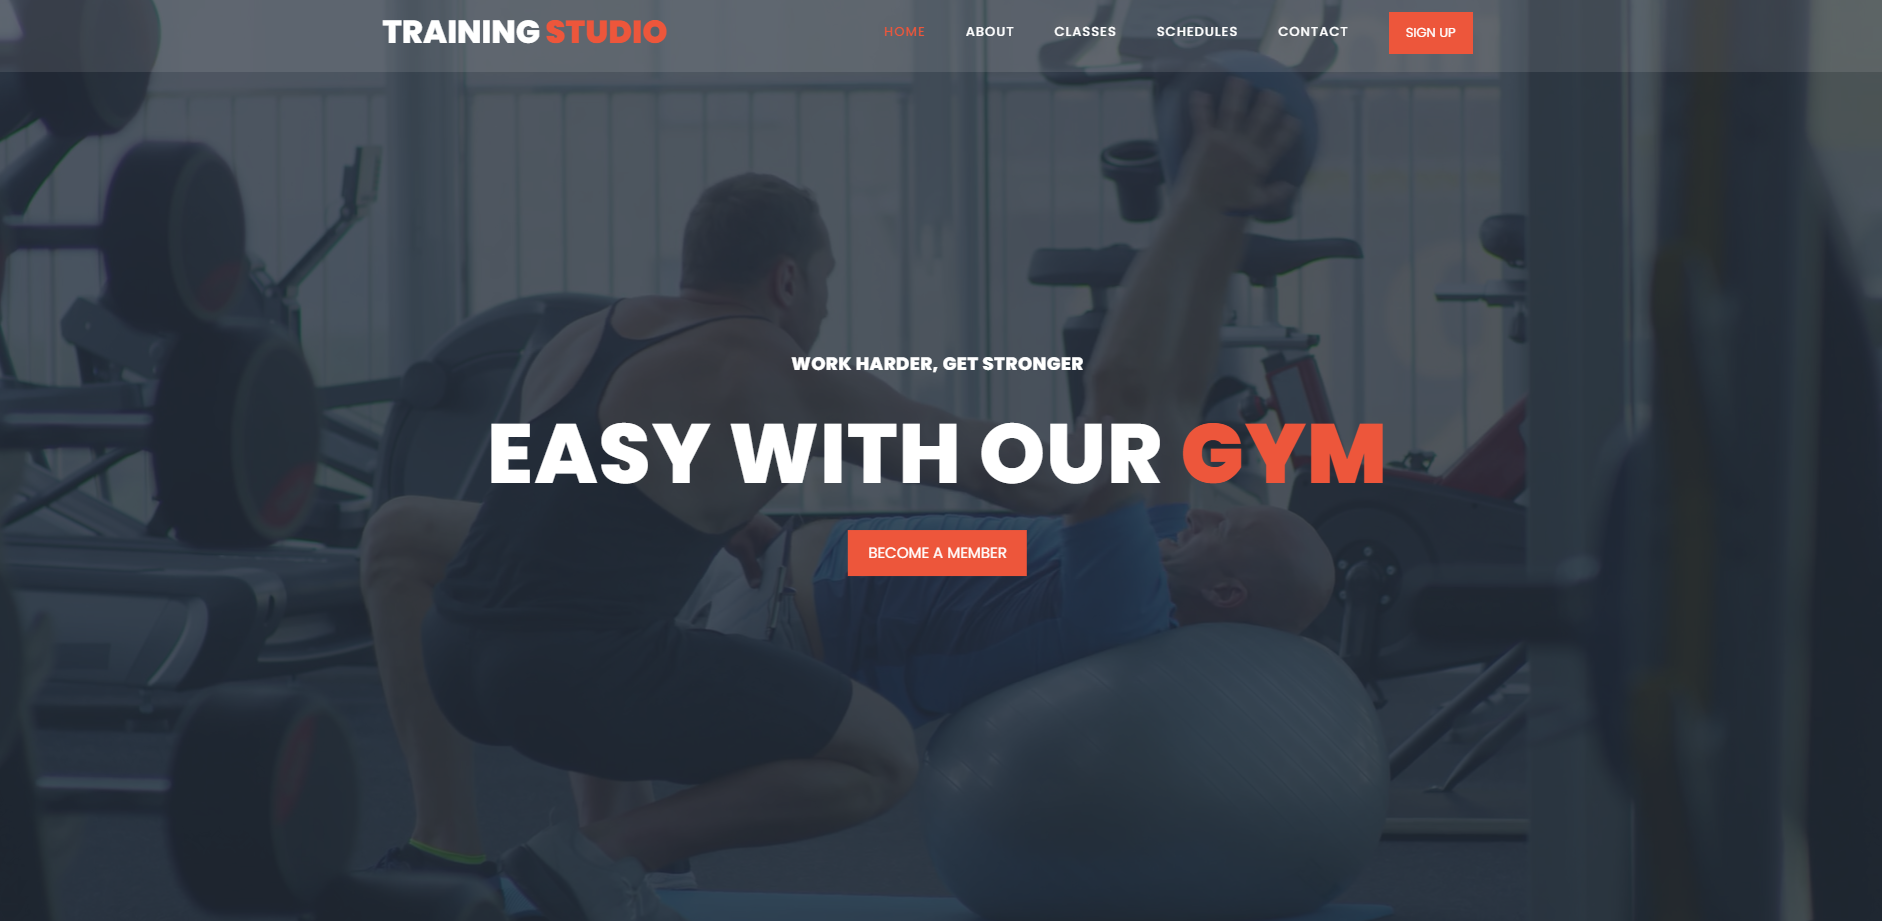 TRAINING STUDIO
HOME ABOUT CLASSES SCHEDULES CONTACT SIGN UP
WORK HARDER, GET STRONGER
EASY WITH OUR GYM
BECOME A MEMBER